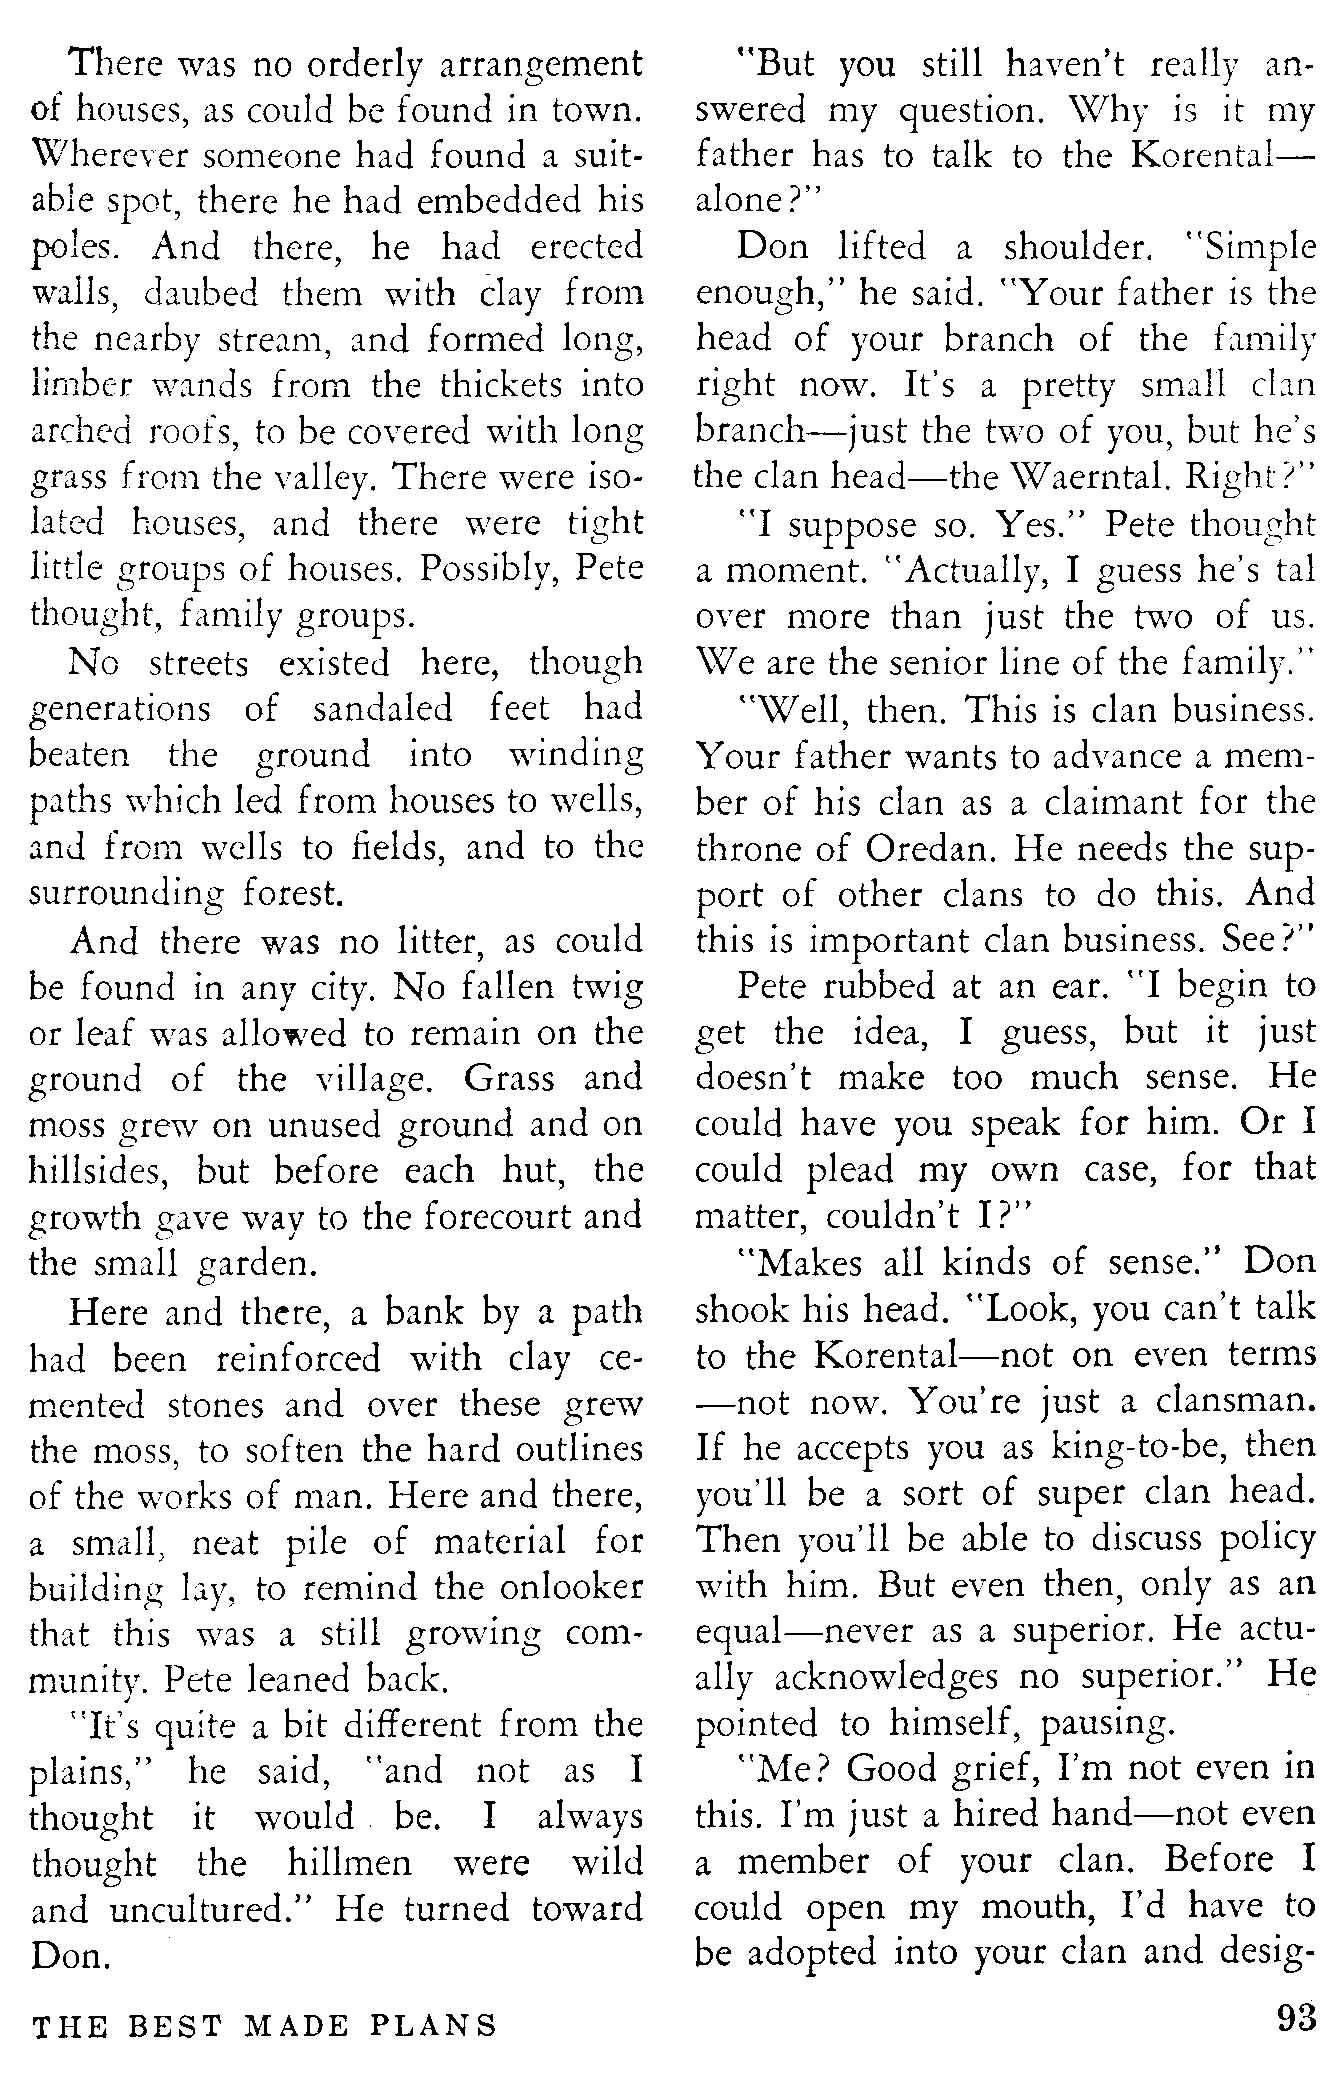 There was no orderly arrangement
of houses, as could be found in town.
Wherever someone had found a suit-
able spot, there he had embedded his
poles. And there, he had erected
walls, daubed them with clay from
the nearby stream, and formed long,
limber wands from the thickets into
arched roofs, to be covered with long
grass from the valley. There were iso-
lated houses, and there were tight
little groups of houses. Possibly, Pete
thought, family groups.
No streets existed here, though
generations of sandaled feet had
beaten the ground into winding
paths which led from houses to wells,
and from wells to fields, and to the
surrounding forest.
And there was no litter, as could
be found in any city. No fallen twig
or leaf was allowed to remain on the
ground of the village. Grass and
moss grew on unused ground and on
hillsides, but before each hut, the
growth gave way to the forecourt and
the small garden.
Here and there, a bank by a path
had been reinforced with clay ce-
mented stones and over these grew
the moss, to soften the hard outlines
of the works of man. Here and there,
a small, neat pile of material for
building lay, to remind the onlooker
that this was a still growing com-
munity. Pete leaned back.
"It's quite a bit different from the
plains," he said, "and not as I
thought it would be. I always
thought the hillmen were wild
and uncultured." He turned toward
Don.
"But you still haven't really an-
swered my question. Why is it my
father has to talk to the Korental—
alone?"
Don lifted a shoulder. "Simple
enough," he said. "Your father is the
head of your branch of the family
right now. It's a pretty small clan
branch—just the two of you, but he's
the clan head—the Waerntal. Right?"
"I suppose so. Yes." Pete thought
a moment. "Actually, I guess he's tal
over more than just the two of us.
We are the senior line of the family."
"Well, then. This is clan business.
Your father wants to advance a mem-
ber of his clan as a claimant for the
throne of Oredan. He needs the sup-
port of other clans to do this. And
this is important clan business. See?"
Pete rubbed at an ear. "I begin to
get the idea, I guess, but it just
doesn't make too much sense. He
could have you speak for him. Or I
could plead my own case, for that
matter, couldn't I?"
"Makes all kinds of sense." Don
shook his head. "Look, you can't talk
to the Korental—not on even terms
—not now. You're just a clansman.
If he accepts you as king-to-be, then
you'll be a sort of super clan head.
Then you'll be able to discuss policy
with him. But even then, only as an
equal—never as a superior. He actu-
ally acknowledges no superior." He
pointed to himself, pausing.
"Me? Good grief, I'm not even in
this. I'm just a hired hand—not even
a member of your clan. Before I
could open my mouth, I'd have to
be adopted into your clan and desig-
THE BEST MADE PLANS
93